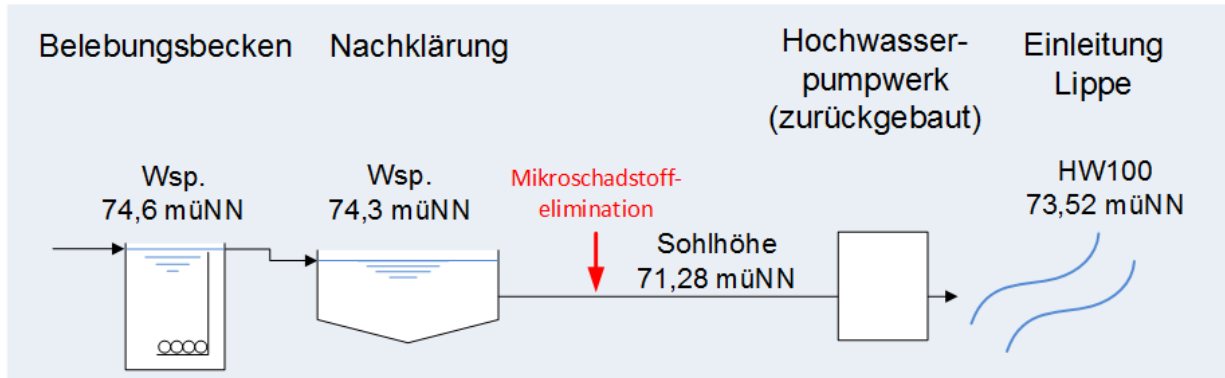 Belebungsbecken
Nachklärung
Hochwasser-
pumpwerk
(zurückgebaut)
Einleitung
Lippe
Wsp.
74,6 müNN
Wsp.
74,3 müNN
Mikroschadstoff-
elimination
Sohlhöhe
71,28 müNN
HW100
73,52 müNN